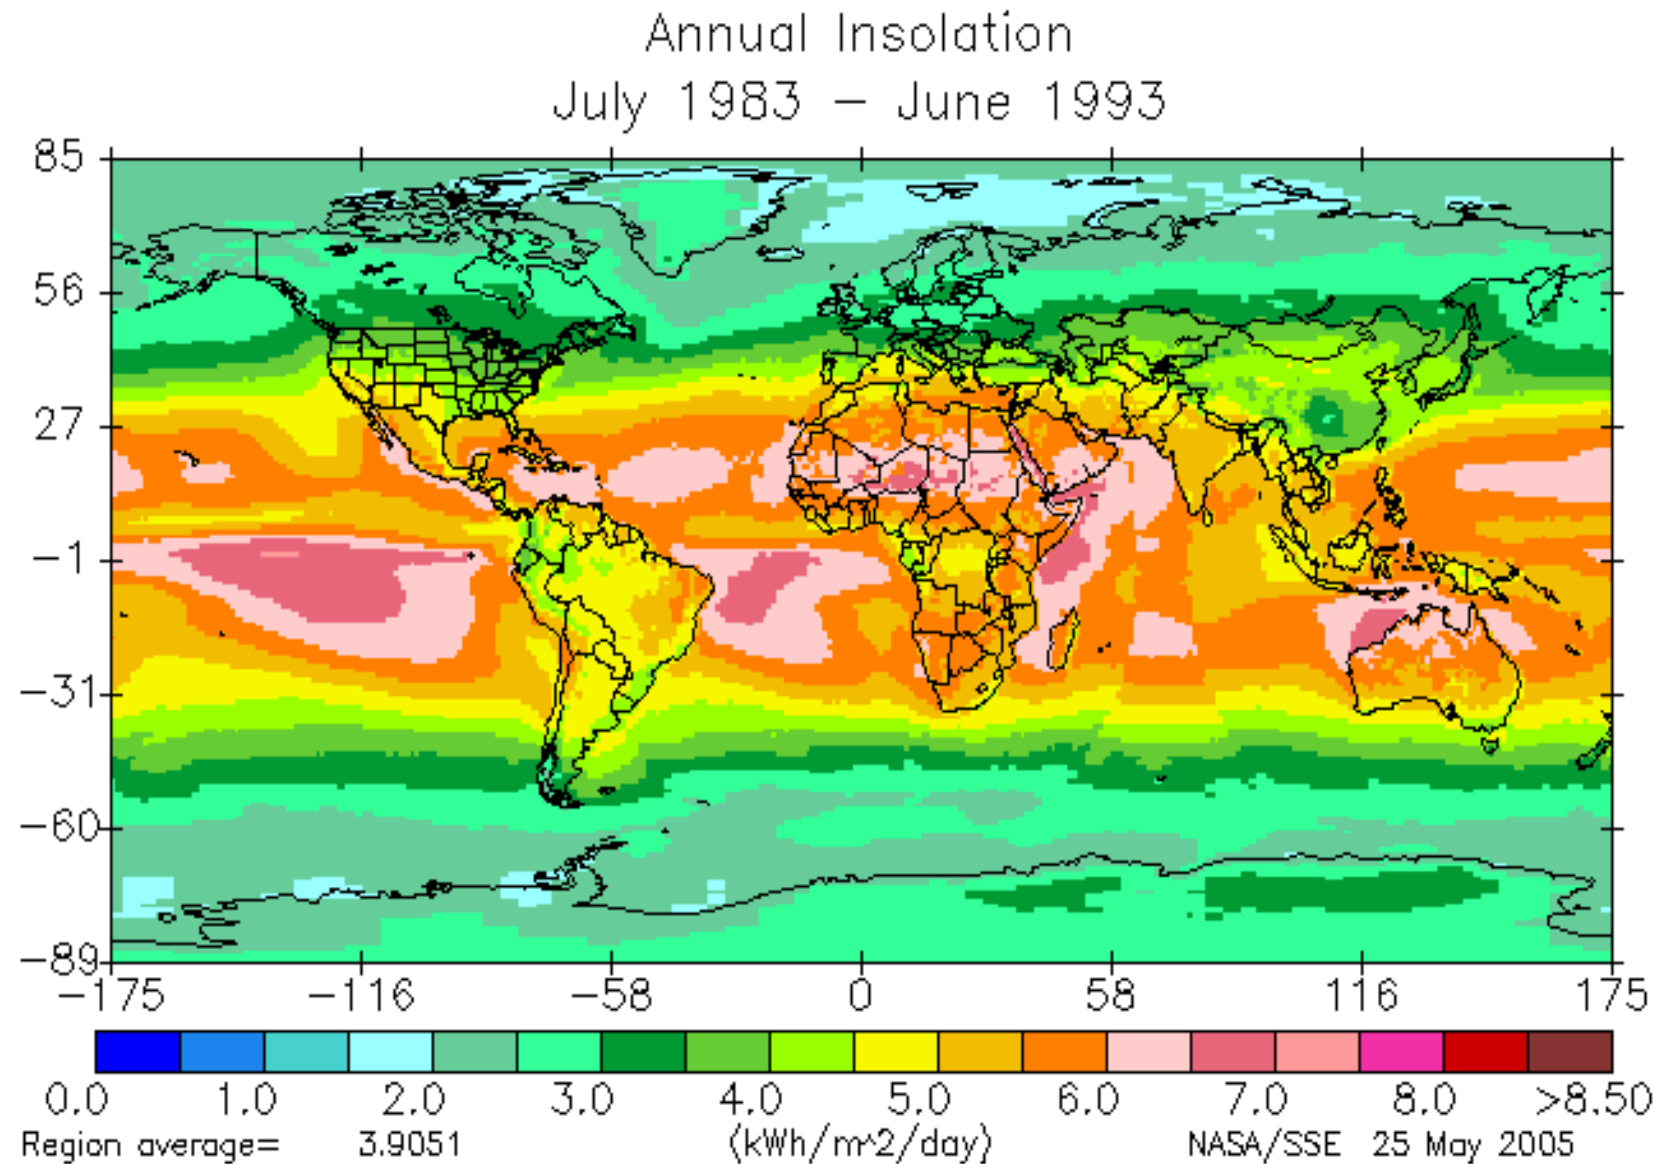 Annual Insolation
July 1983 – June 1993
85
56
27
−1
−31
−60
−89
−175 −116 −58 0 58 116 175
0.0 1.0 2.0 3.0 4.0 5.0 6.0 7.0 8.0 >8.50
Region average= 3.9051 (kWh/m^2/day) NASA/SSE 25 May 2005